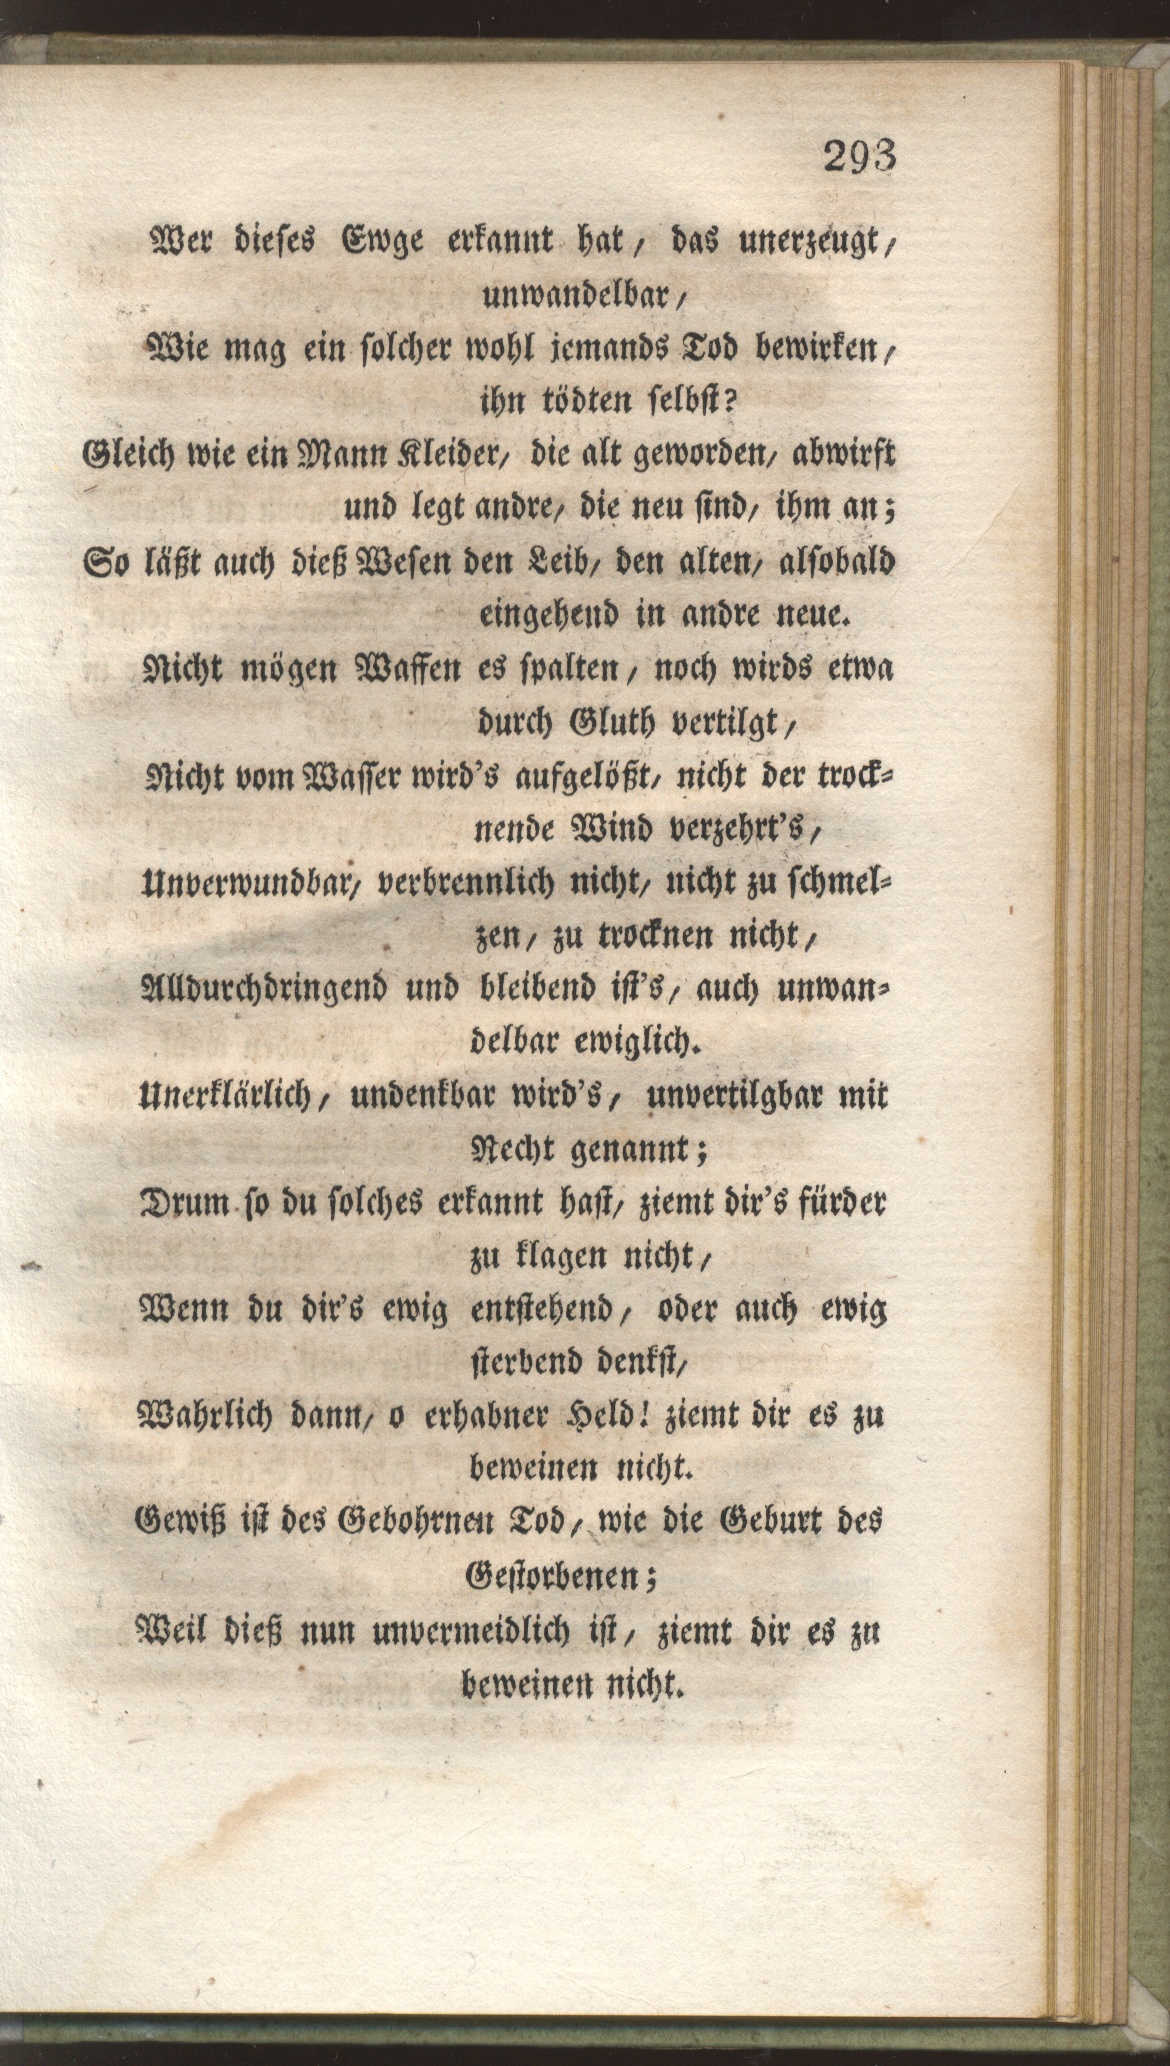 293
Wer dieses Ewge erkannt hat, das unerzeugt,
unwandelbar,
Wie mag ein solcher wohl jemands Tod bewirken,
ihn tödten selbst?
Gleich wie ein Mann Kleider, die alt geworden, abwirft
und legt andre, die neu sind, ihm an;
So läßt auch dieß Wesen den Leib, den alten, alsobald
eingehend in andre neue.
Nicht mögen Waffen es spalten, noch wirds etwa
durch Gluth vertilgt,
Nicht vom Wasser wird's aufgelößt, nicht der trock-
nende Wind verzehrt's,
Unverwundbar, verbrennlich nicht, nicht zu schmel-
zen, zu trocknen nicht,
Alldurchdringend und bleibend ist's, auch unwan-
delbar ewiglich.
Unerklärlich, undenkbar wird's, unvertilgbar mit
Recht genannt;
Drum so du solches erkannt hast, ziemt dir's fürder
zu klagen nicht,
Wenn du dir's ewig entstehend, oder auch ewig
sterbend denkst,
Wahrlich dann, o erhabner Held! ziemt dir es zu
beweinen nicht.
Gewiß ist des Gebohrnen Tod, wie die Geburt des
Gestorbenen;
Weil dieß nun unvermeidlich ist, ziemt dir es zu
beweinen nicht.